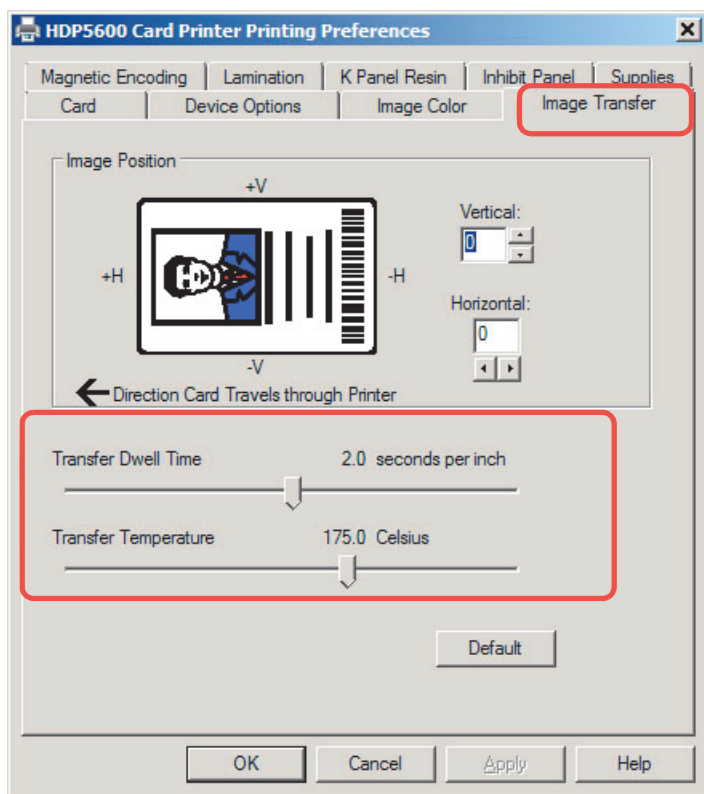 HDP5600 Card Printer Printing Preferences
Magnetic Encoding Lamination K Panel Resin Inhibit Panel Supplies
Card Device Options Image Color Image Transfer
Image Position
+V
Vertical:
0
+H -H
Horizontal:
0
-V
Direction Card Travels through Printer
Transfer Dwell Time 2.0 seconds per inch
Transfer Temperature 175.0 Celsius
Default
OK Cancel Apply Help